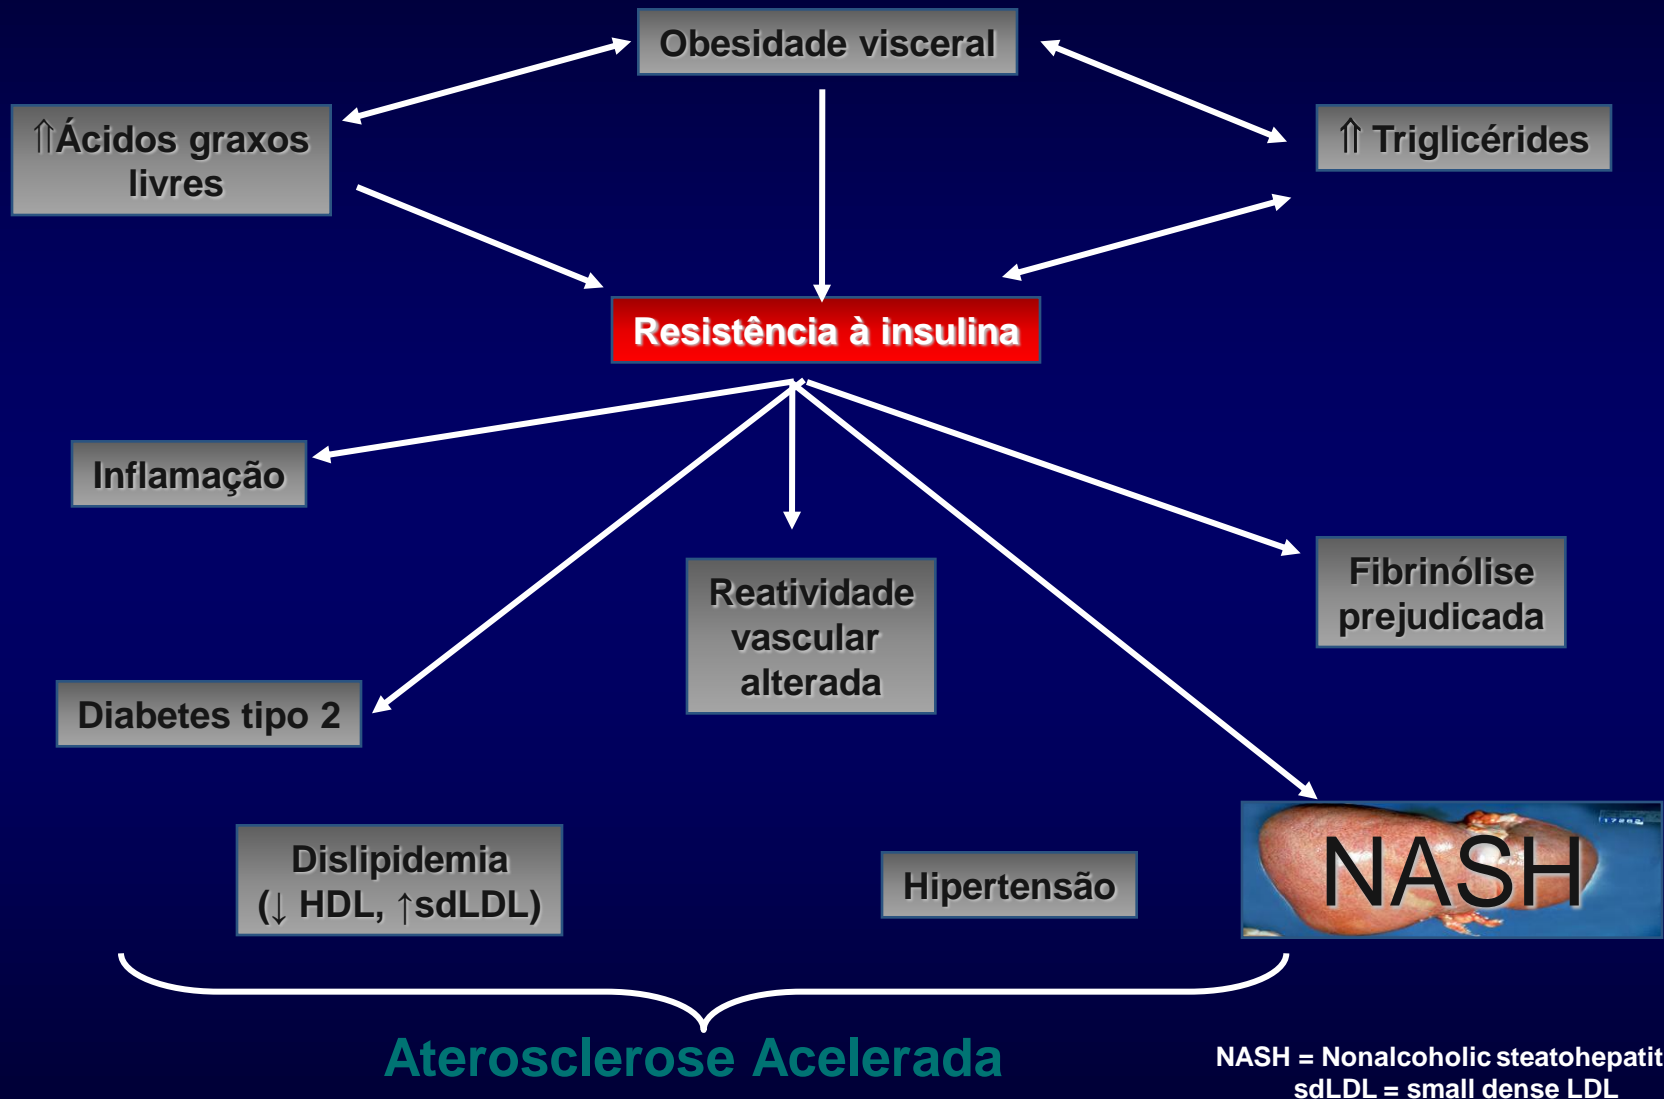 Obesidade visceral
⇑Ácidos graxos
livres
⇑ Triglicérides
Resistência à insulina
Inflamação
Reatividade
vascular
alterada
Fibrinólise
prejudicada
Diabetes tipo 2
Dislipidemia
(↓ HDL, ↑sdLDL)
Hipertensão
NASH
Aterosclerose Acelerada
NASH = Nonalcoholic steatohepatit
sdLDL = small dense LDL